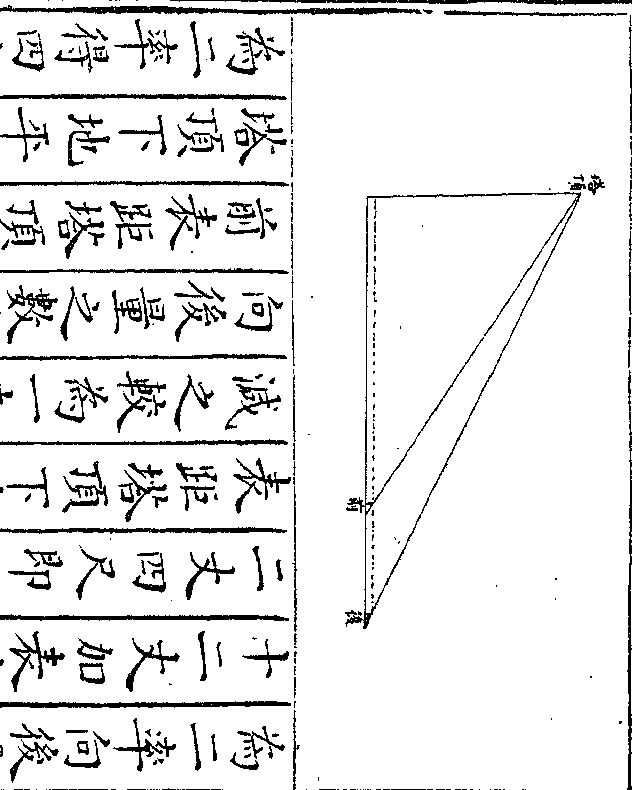 塔頂
前
後
為二率向後
十二丈加表
二丈四尺即
表距塔頂下
減之較為一
向後量之數
前表距塔頂
塔頂下地平
為二率得四